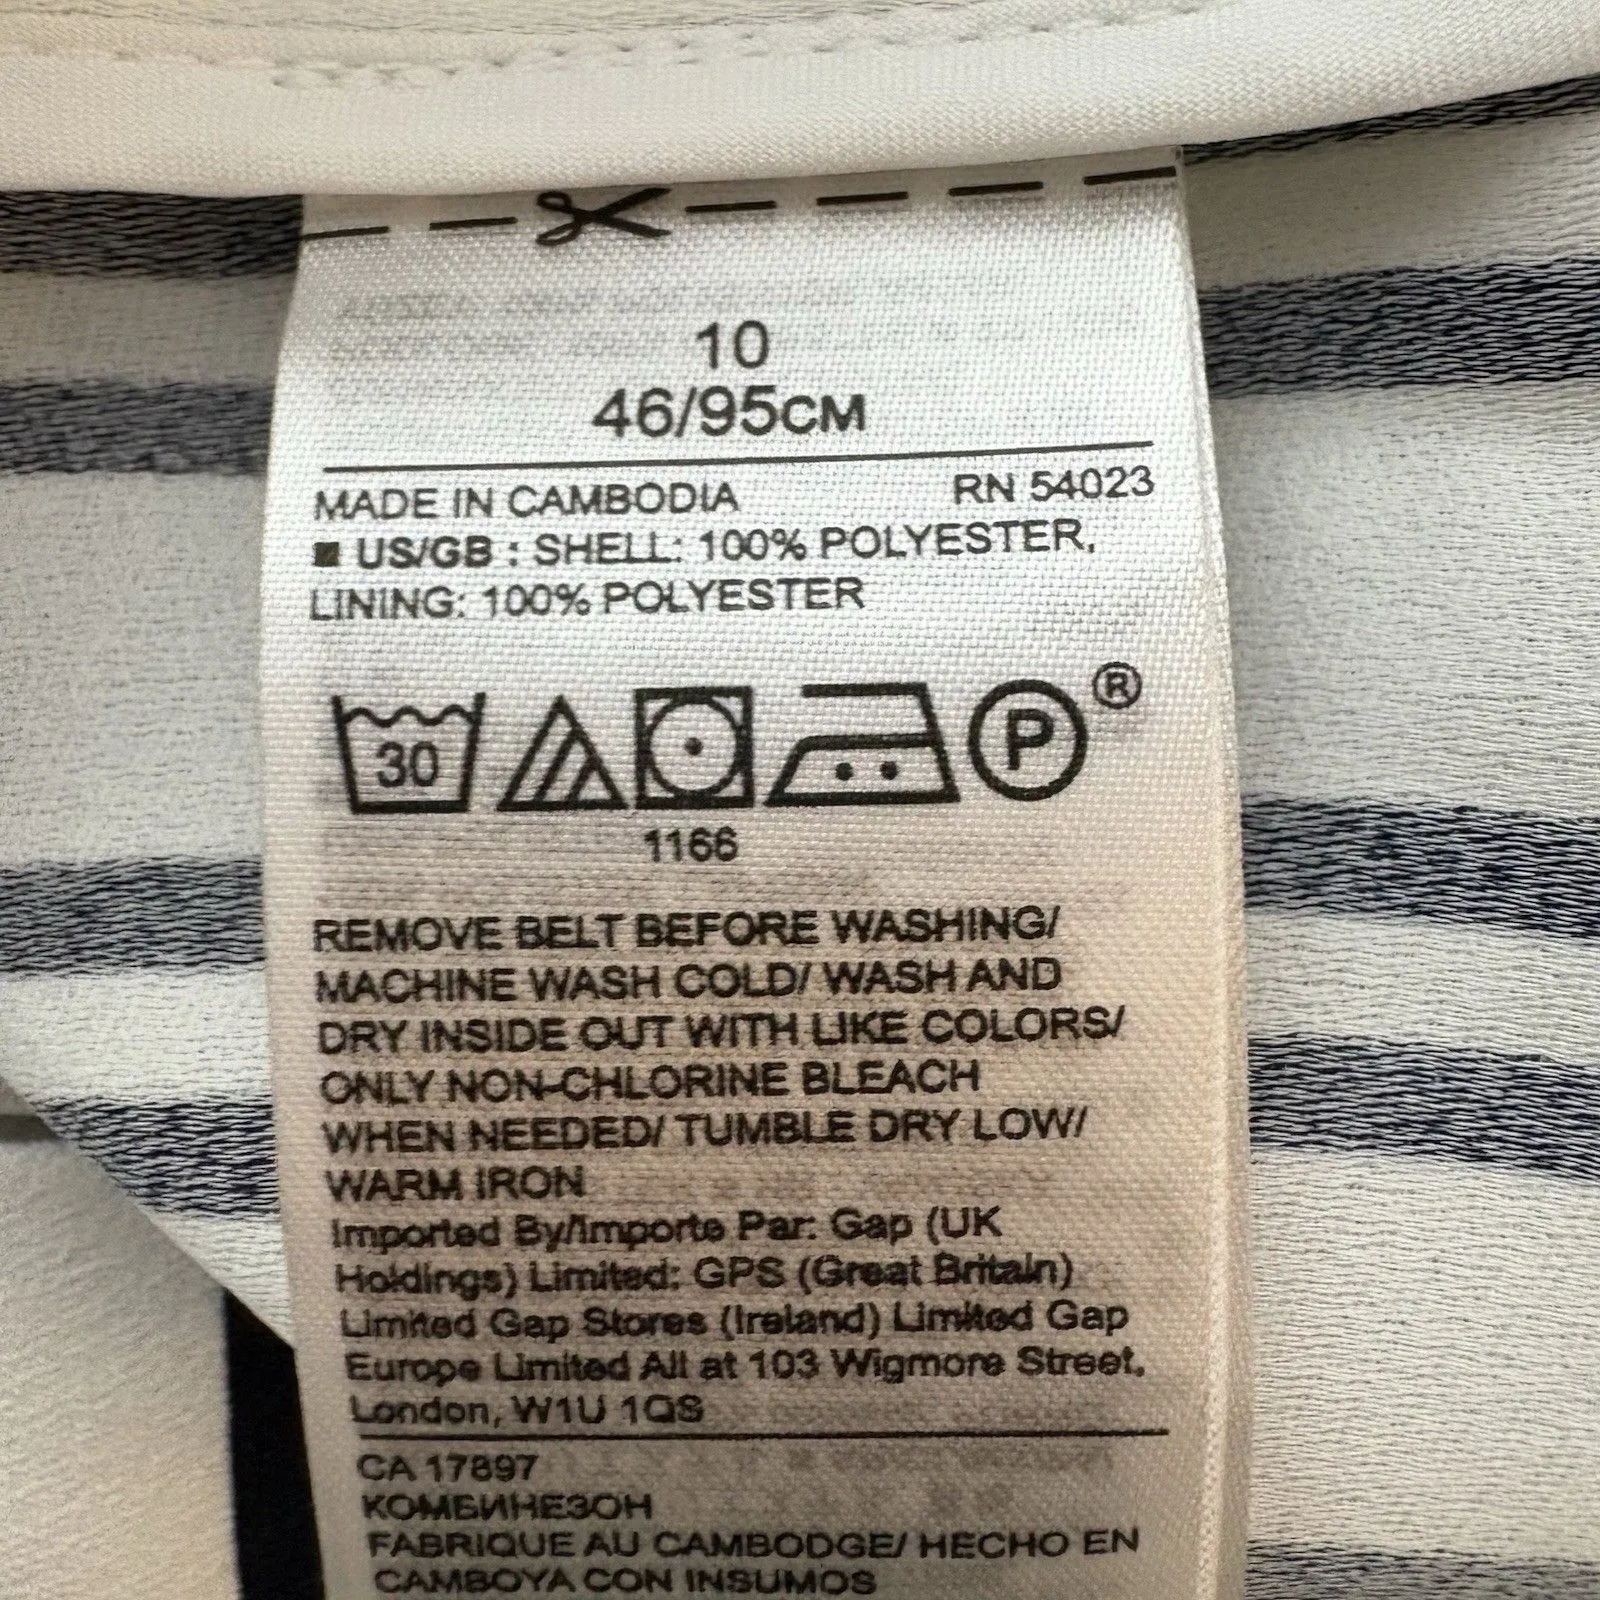 10
46/95CM
MADE IN CAMBODIA RN 54023
US/GB : SHELL: 100% POLYESTER,
LINING: 100% POLYESTER
30 P ®
1166
REMOVE BELT BEFORE WASHING/
MACHINE WASH COLD/ WASH AND
DRY INSIDE OUT WITH LIKE COLORS/
ONLY NON-CHLORINE BLEACH
WHEN NEEDED/ TUMBLE DRY LOW/
WARM IRON
Imported By/Importe Par: Gap (UK
Holdings) Limited: GPS (Great Britain)
Limited Gap Stores (Ireland) Limited Gap
Europe Limited All at 103 Wigmore Street,
London, W1U 1QS
CA 17897
КОМБИНЕЗОН
FABRIQUE AU CAMBODGE/ HECHO EN
CAMBOYA CON INSUMOS